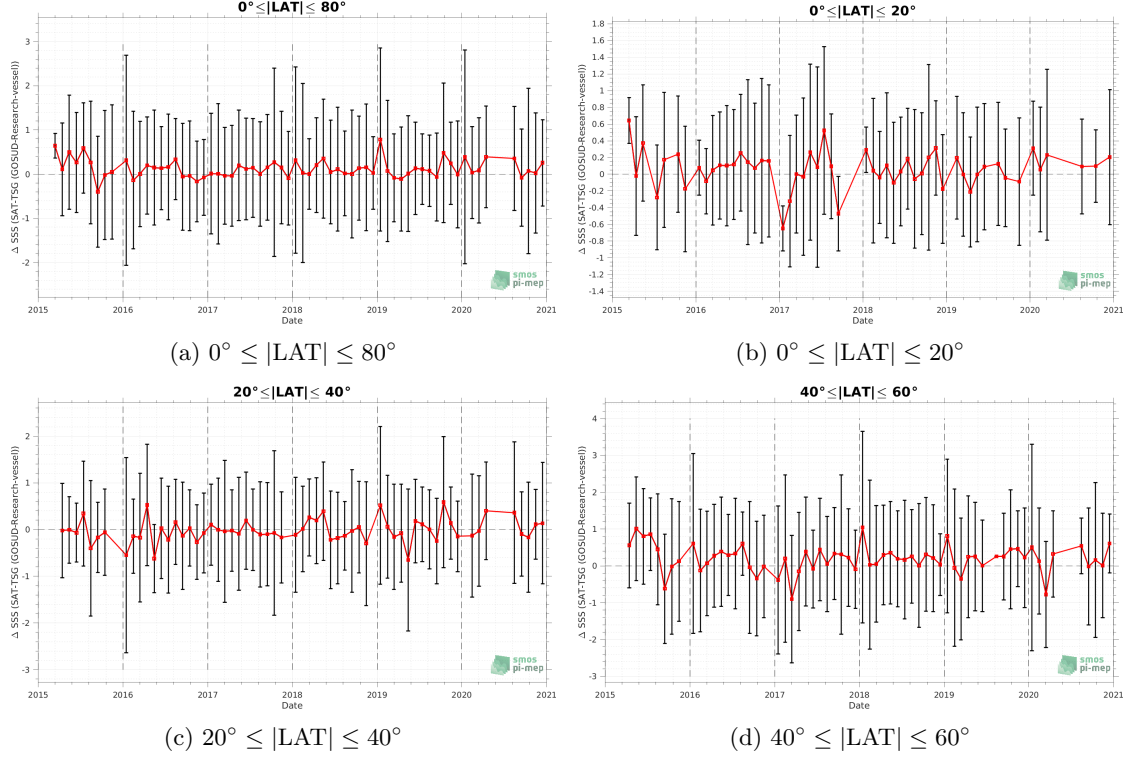 0°≤|LAT|≤ 80°
Δ SSS (SAT-TSG (GOSUD-Research-vessel))
3
2
1
0
-1
-2
2015 2016 2017 2018 2019 2020 2021
Date
smos
pi-mep
(a) 0° ≤ |LAT| ≤ 80°
0°≤|LAT|≤ 20°
Δ SSS (SAT-TSG (GOSUD-Research-vessel))
1.8
1.6
1.4
1.2
1.0
0.8
0.6
0.4
0.2
0.0
-0.2
-0.4
-0.6
-0.8
-1.0
-1.2
-1.4
2015 2016 2017 2018 2019 2020 2021
Date
smos
pi-mep
(b) 0° ≤ |LAT| ≤ 20°
20°≤|LAT|≤ 40°
Δ SSS (SAT-TSG (GOSUD-Research-vessel))
2
1
0
-1
-2
-3
2015 2016 2017 2018 2019 2020 2021
Date
smos
pi-mep
(c) 20° ≤ |LAT| ≤ 40°
40°≤|LAT|≤ 60°
Δ SSS (SAT-TSG (GOSUD-Research-vessel))
4
3
2
1
0
-1
-2
-3
2015 2016 2017 2018 2019 2020 2021
Date
smos
pi-mep
(d) 40° ≤ |LAT| ≤ 60°